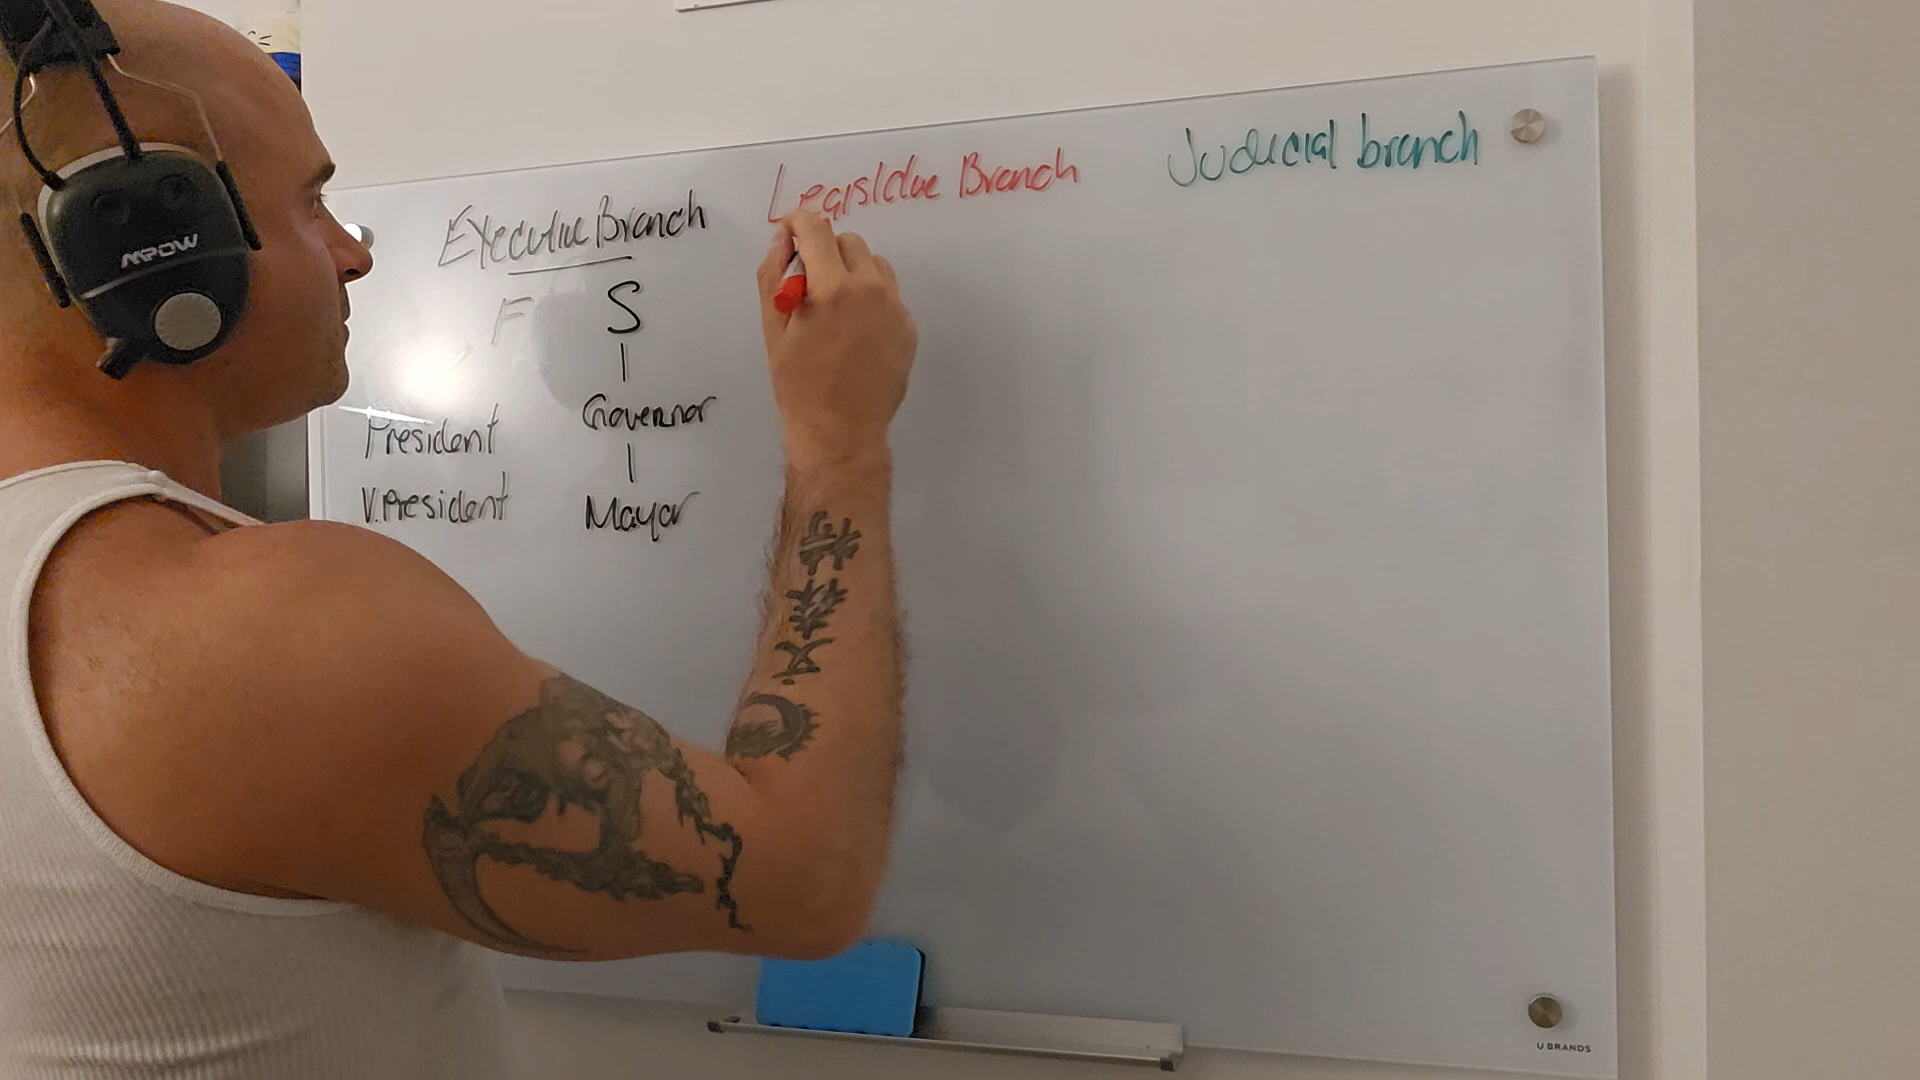 Executive Branch
Legislative Branch
Judicial branch
F S
Governor
President
V. President
Mayor
MPOW
U BRANDS